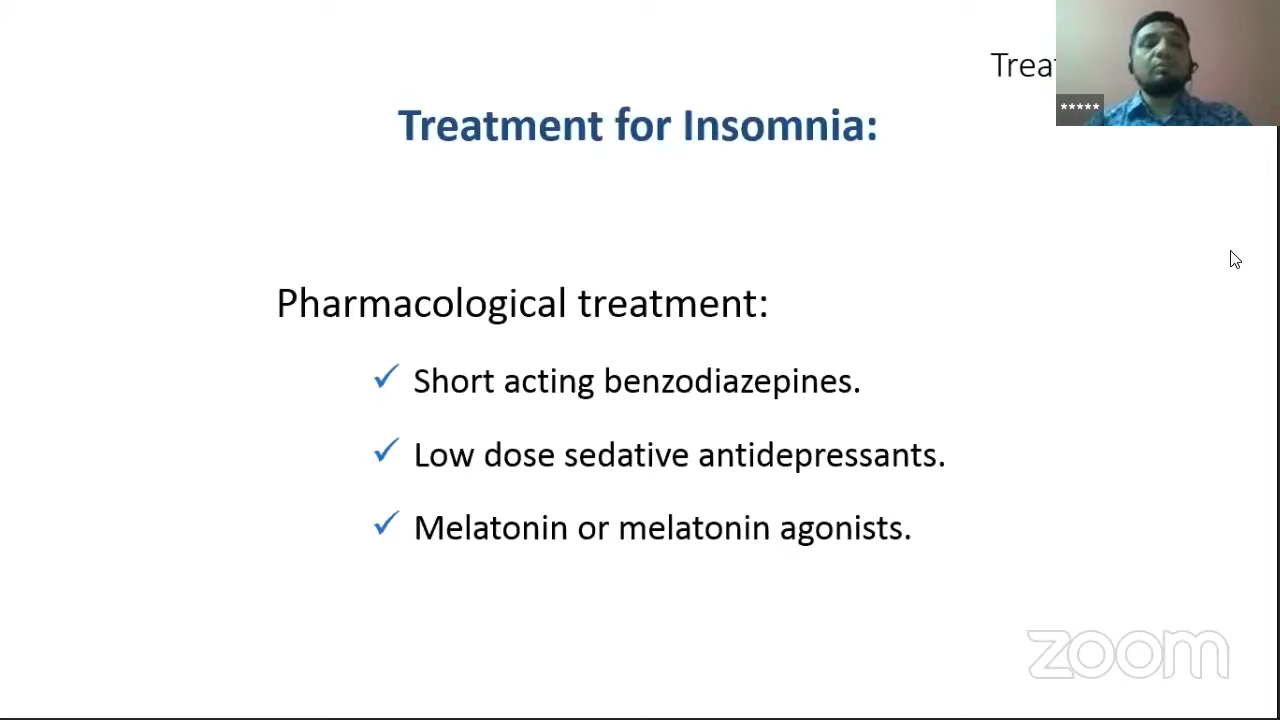 Trea
*****
Treatment for Insomnia:
Pharmacological treatment:
✓ Short acting benzodiazepines.
✓ Low dose sedative antidepressants.
✓ Melatonin or melatonin agonists.
zoom